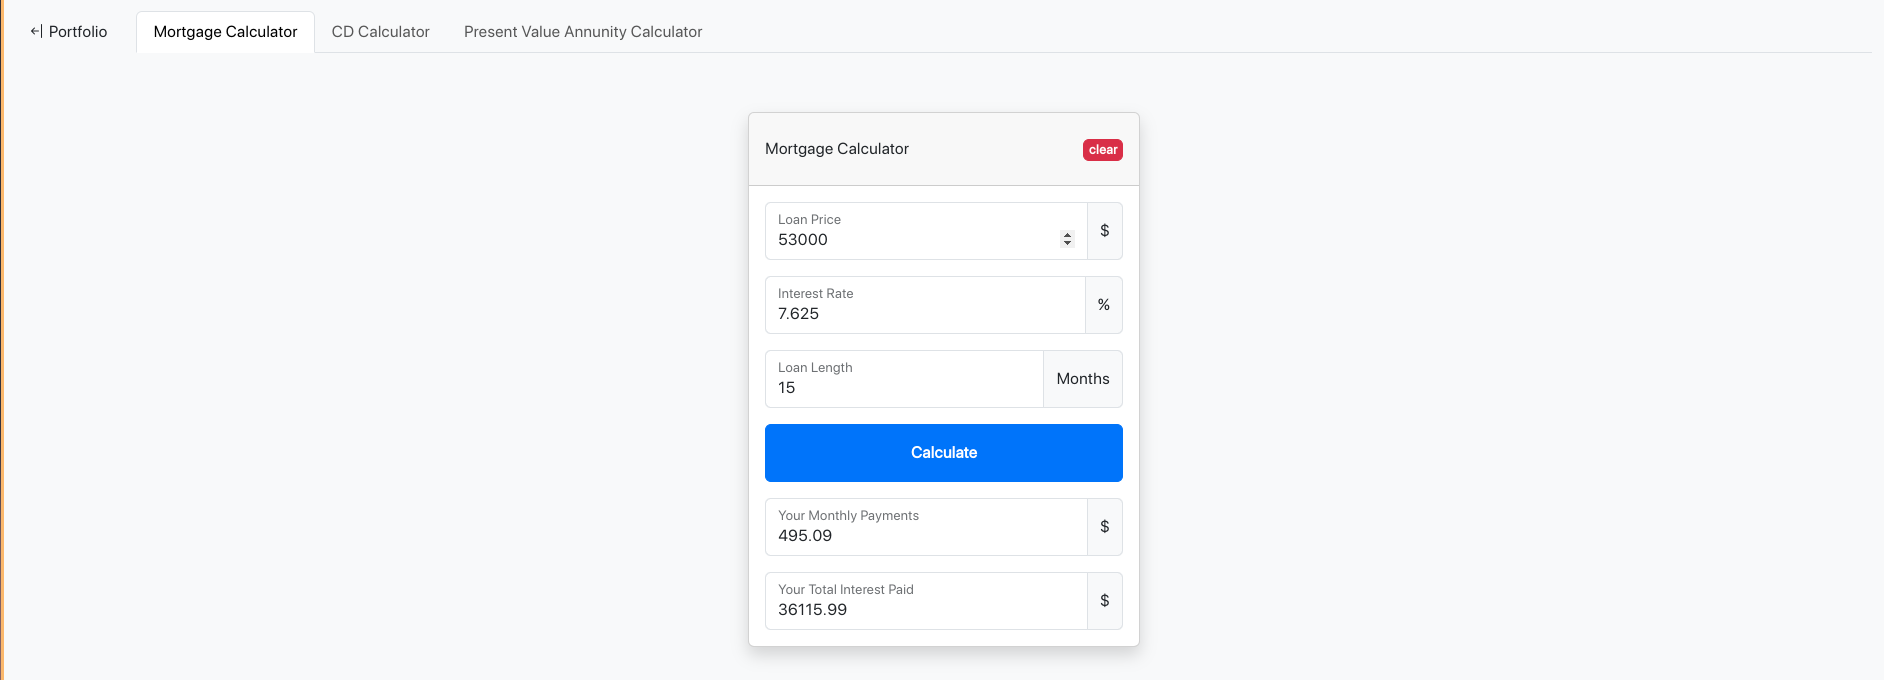 Portfolio
Mortgage Calculator
CD Calculator
Present Value Annunity Calculator
Mortgage Calculator
clear
Loan Price
53000
$
Interest Rate
7.625
%
Loan Length
15
Months
Calculate
Your Monthly Payments
495.09
$
Your Total Interest Paid
36115.99
$